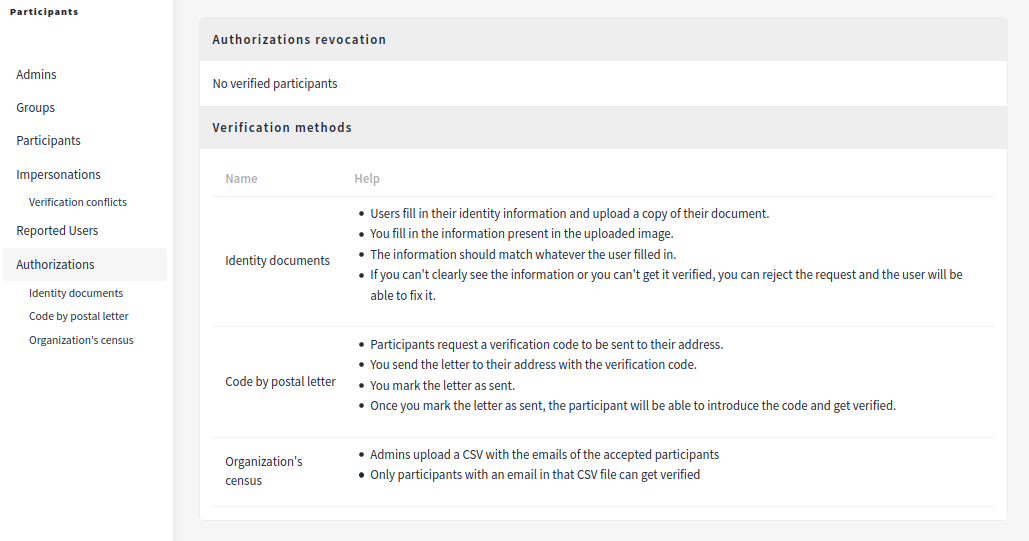 Participants
Admins
Groups
Participants
Impersonations
Verification conflicts
Reported Users
Authorizations
Identity documents
Code by postal letter
Organization's census
Authorizations revocation
No verified participants
Verification methods
Name Help
Identity documents
• Users fill in their identity information and upload a copy of their document.
• You fill in the information present in the uploaded image.
• The information should match whatever the user filled in.
• If you can't clearly see the information or you can't get it verified, you can reject the request and the user will be
able to fix it.
Code by postal letter
• Participants request a verification code to be sent to their address.
• You send the letter to their address with the verification code.
• You mark the letter as sent.
• Once you mark the letter as sent, the participant will be able to introduce the code and get verified.
Organization's
census
• Admins upload a CSV with the emails of the accepted participants
• Only participants with an email in that CSV file can get verified